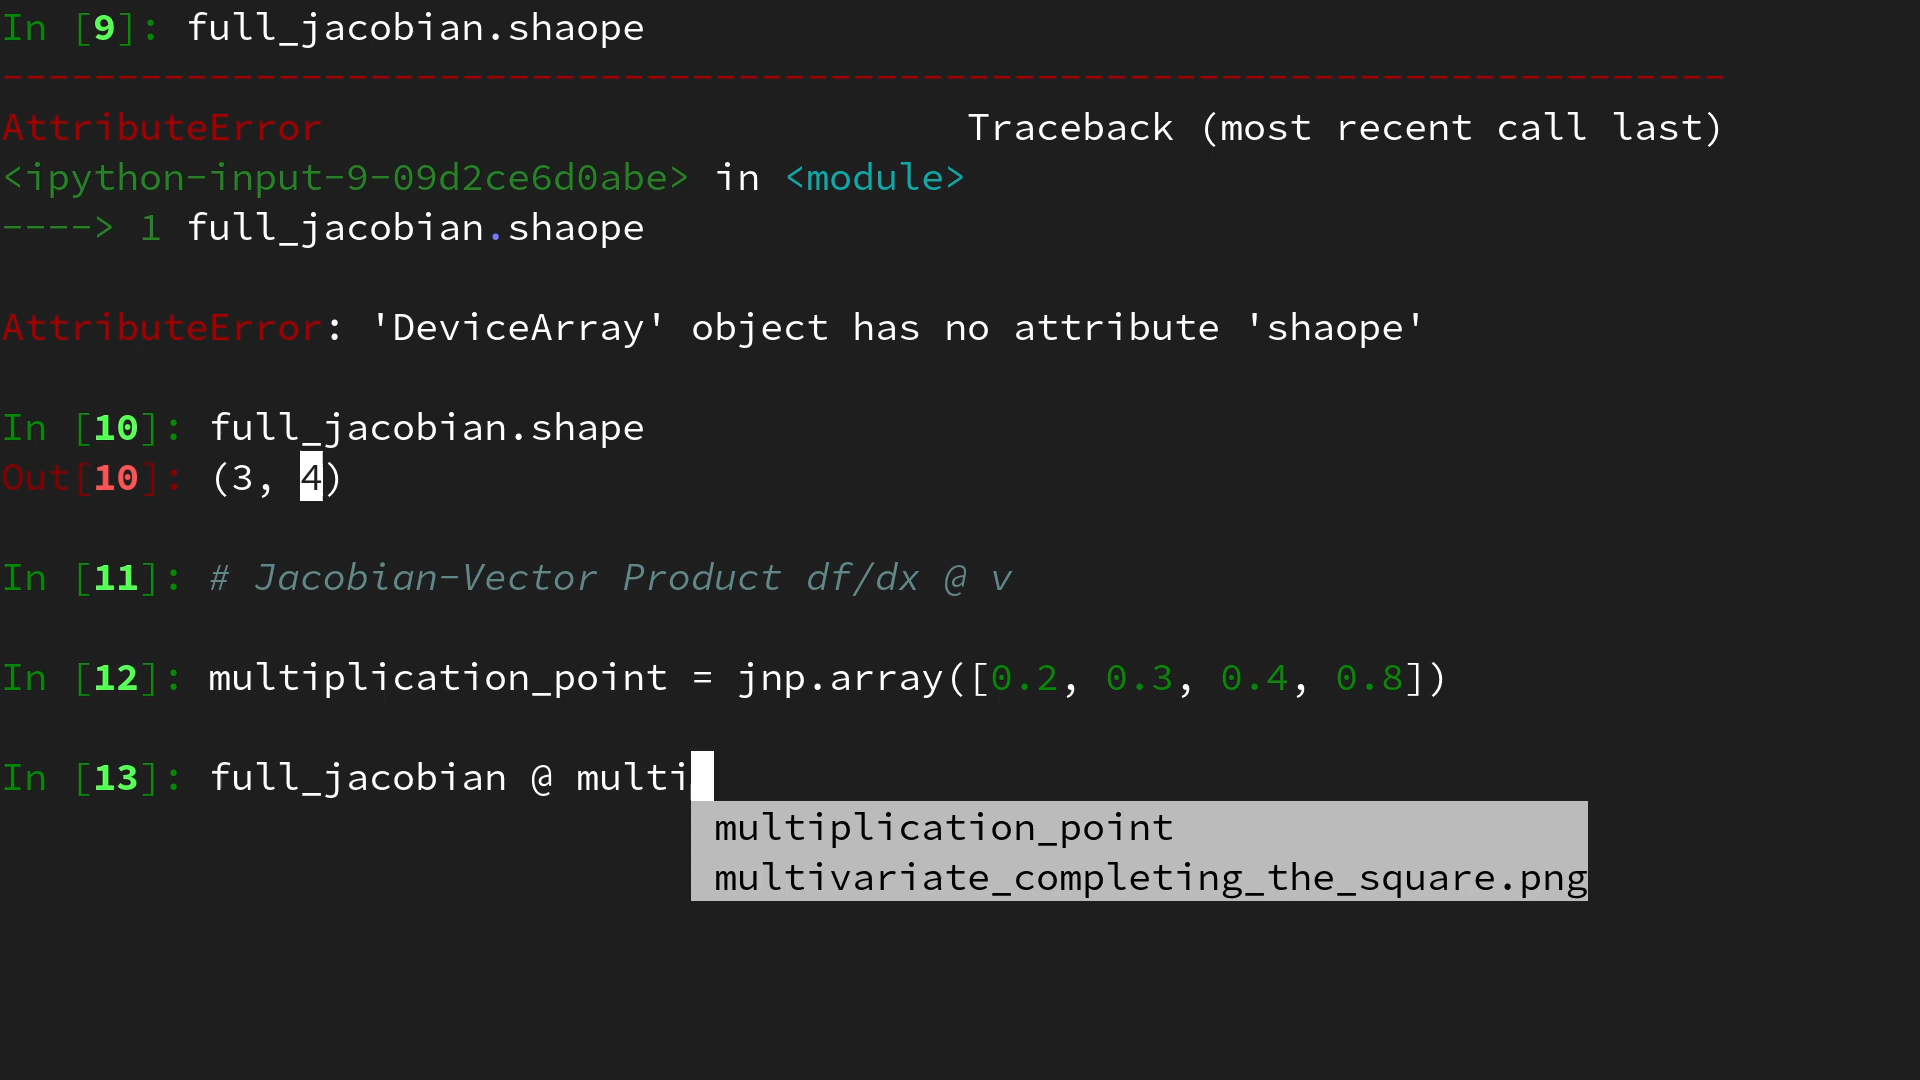 In [9]: full_jacobian.shaope
---------------------------------------------------------------------------
AttributeError                            Traceback (most recent call last)
<ipython-input-9-09d2ce6d0abe> in <module>
----> 1 full_jacobian.shaope

AttributeError: 'DeviceArray' object has no attribute 'shaope'

In [10]: full_jacobian.shape
Out[10]: (3, 4)

In [11]: # Jacobian-Vector Product df/dx @ v

In [12]: multiplication_point = jnp.array([0.2, 0.3, 0.4, 0.8])

In [13]: full_jacobian @ multi
multiplication_point
multivariate_completing_the_square.png